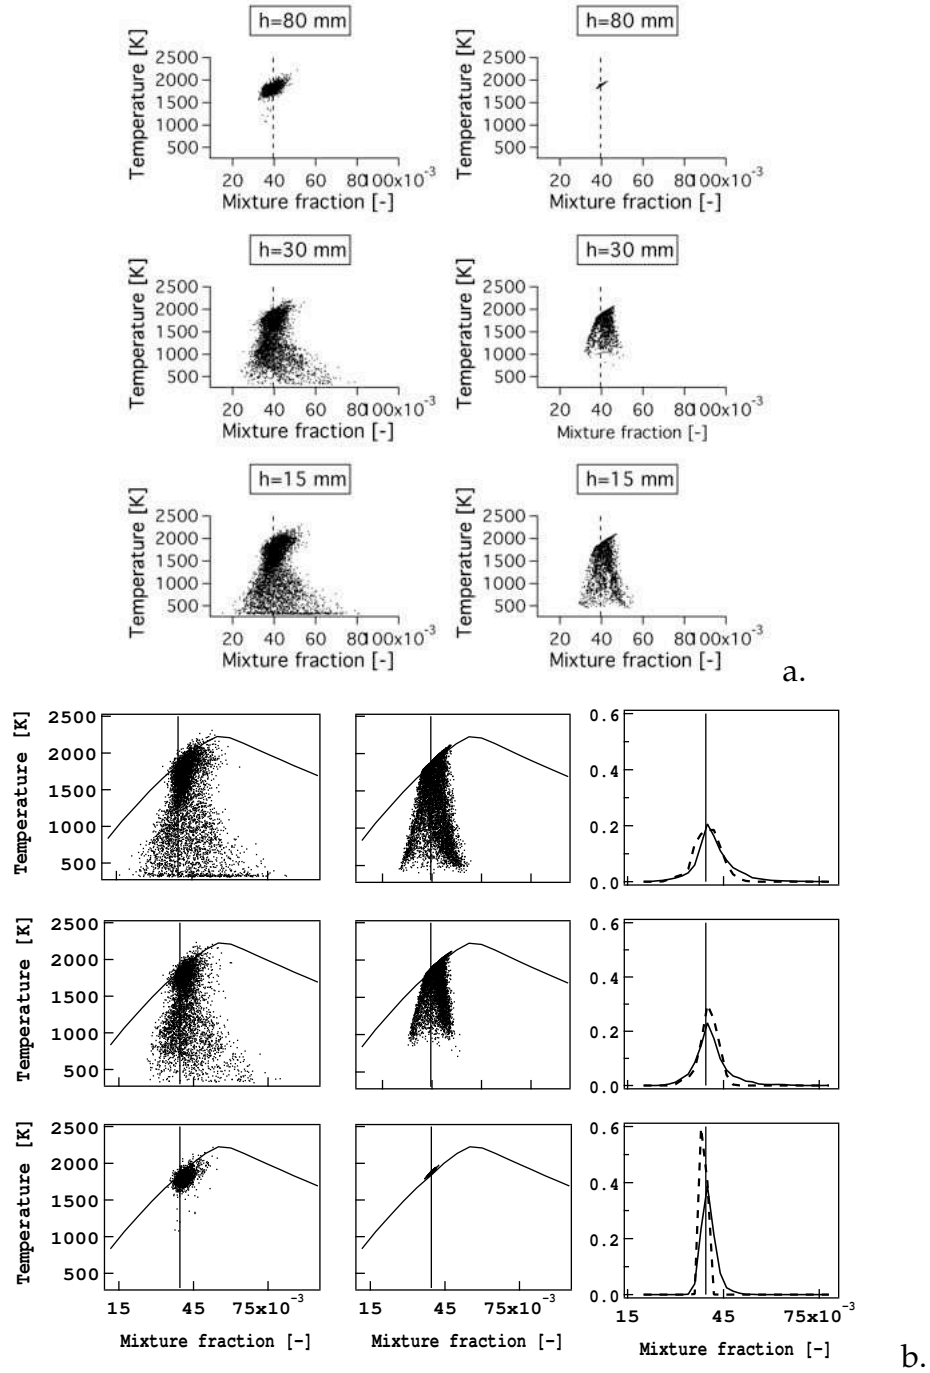 h=80 mm h=80 mm
Temperature [K] 2500 2000 1500 1000 500 Temperature [K] 2500 2000 1500 1000 500
20 40 60 80 100x10-3 20 40 60 80 100x10-3
Mixture fraction [-] Mixture fraction [-]
h=30 mm h=30 mm
Temperature [K] 2500 2000 1500 1000 500 Temperature [K] 2500 2000 1500 1000 500
20 40 60 80 100x10-3 20 40 60 80 100x10-3
Mixture fraction [-] Mixture fraction [-]
h=15 mm h=15 mm
Temperature [K] 2500 2000 1500 1000 500 Temperature [K] 2500 2000 1500 1000 500
20 40 60 80 100x10-3 20 40 60 80 100x10-3
Mixture fraction [-] Mixture fraction [-]
a.
Temperature [K] 2500 2000 1500 1000 500 0.6 0.4 0.2 0.0
Temperature [K] 2500 2000 1500 1000 500 0.6 0.4 0.2 0.0
15 45 75x10-3
Temperature [K] 2500 2000 1500 1000 500 0.6 0.4 0.2 0.0
15 45 75x10-3 15 45 75x10-3 15 45 75x10-3
Mixture fraction [-] Mixture fraction [-] Mixture fraction [-]
b.